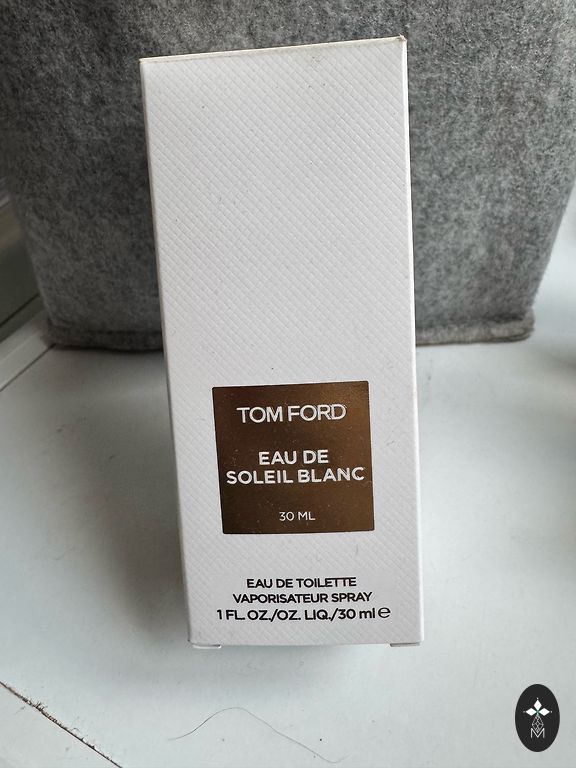 TOM FORD
EAU DE
SOLEIL BLANC
30 ML
EAU DE TOILETTE
VAPORISATEUR SPRAY
1 FL. OZ./OZ. LIQ./30 ml ℮
M